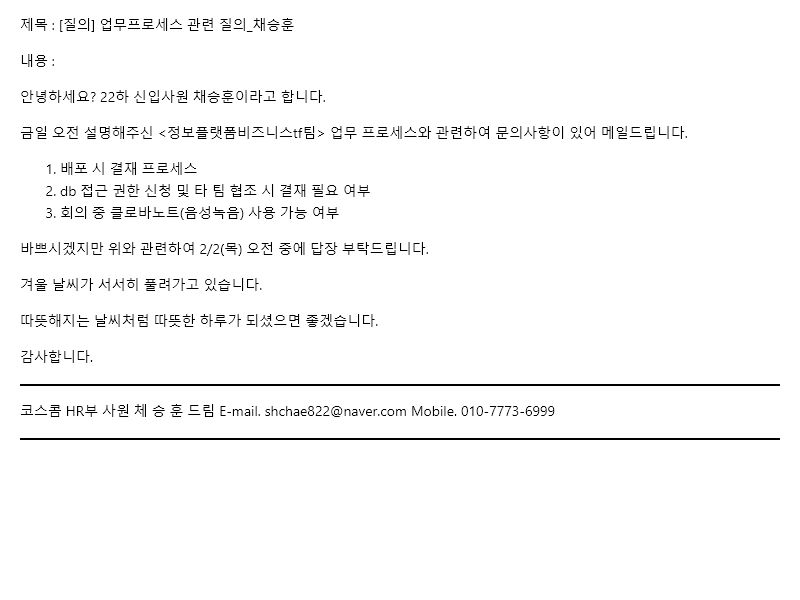 제목 : [질의] 업무프로세스 관련 질의_채승훈
내용 :
안녕하세요? 22하 신입사원 채승훈이라고 합니다.
금일 오전 설명해주신 <정보플랫폼비즈니스tf팀> 업무 프로세스와 관련하여 문의사항이 있어 메일드립니다.
1. 배포 시 결재 프로세스
2. db 접근 권한 신청 및 타 팀 협조 시 결재 필요 여부
3. 회의 중 클로바노트(음성녹음) 사용 가능 여부
바쁘시겠지만 위와 관련하여 2/2(목) 오전 중에 답장 부탁드립니다.
겨울 날씨가 서서히 풀려가고 있습니다.
따뜻해지는 날씨처럼 따뜻한 하루가 되셨으면 좋겠습니다.
감사합니다.
코스콤 HR부 사원 체 승 훈 드림 E-mail. shchae822@naver.com Mobile. 010-7773-6999